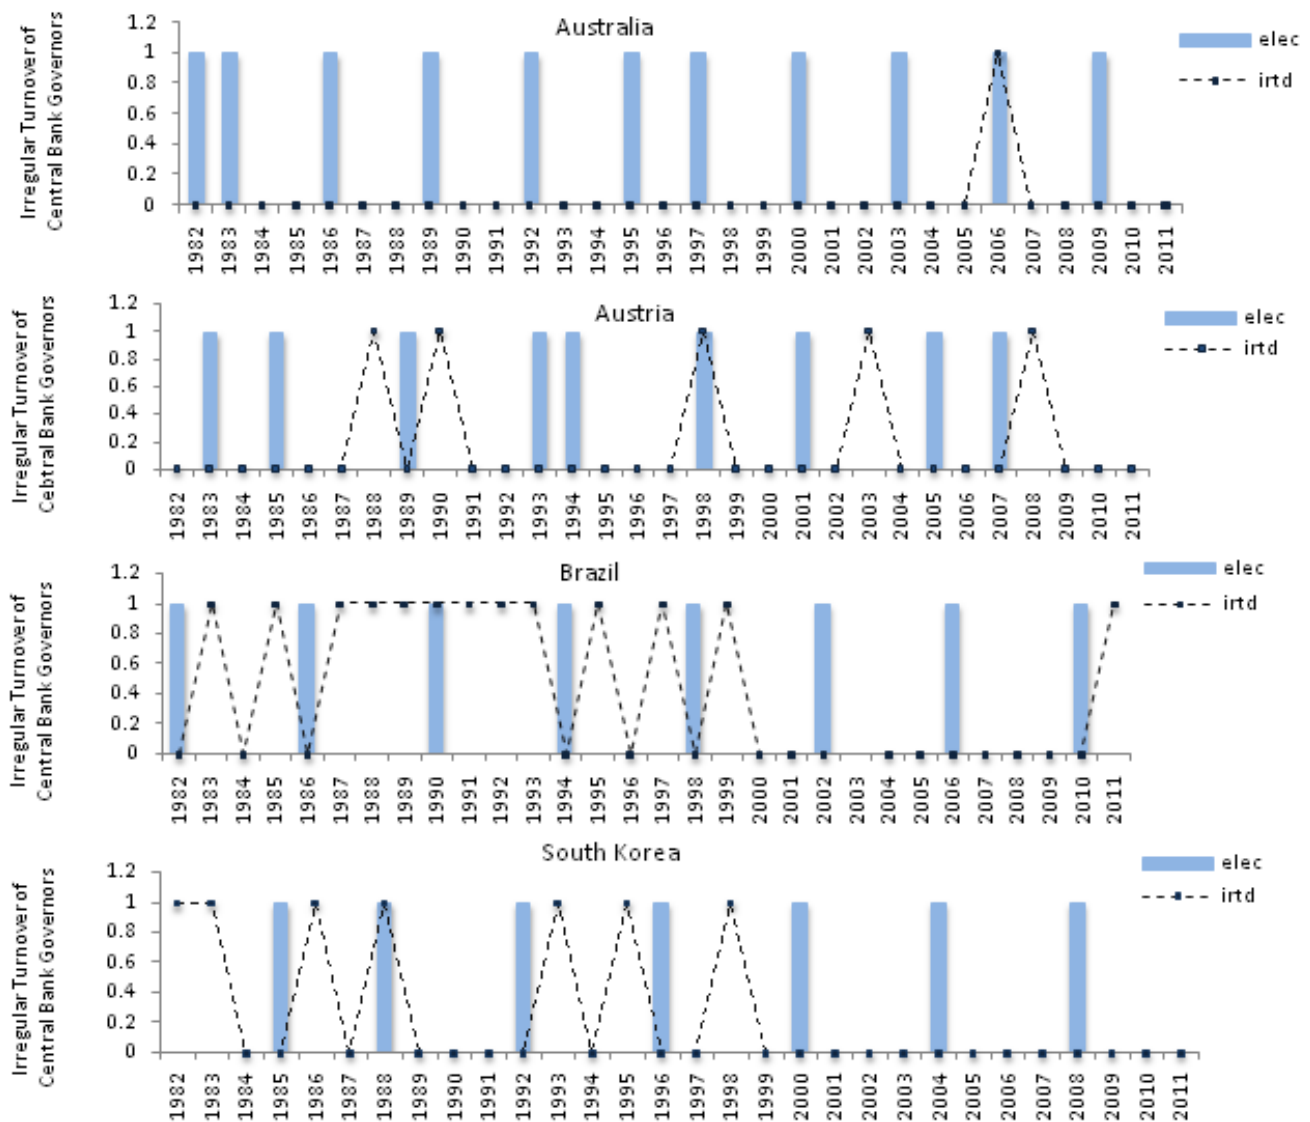 Australia
Irregular Turnover of
Central Bank Governors
1.2
1
0.8
0.6
0.4
0.2
0
1982 1983 1984 1985 1986 1987 1988 1989 1990 1991 1992 1993 1994 1995 1996 1997 1998 1999 2000 2001 2002 2003 2004 2005 2006 2007 2008 2009 2010 2011
elec
irtd
Austria
Irregular Turnover of
Cebtral Bank Governors
1.2
1
0.8
0.6
0.4
0.2
0
1982 1983 1984 1985 1986 1987 1988 1989 1990 1991 1992 1993 1994 1995 1996 1997 1998 1999 2000 2001 2002 2003 2004 2005 2006 2007 2008 2009 2010 2011
elec
irtd
Brazil
Irregular Turnover of
Central Bank Governors
1.2
1
0.8
0.6
0.4
0.2
0
1982 1983 1984 1985 1986 1987 1988 1989 1990 1991 1992 1993 1994 1995 1996 1997 1998 1999 2000 2001 2002 2003 2004 2005 2006 2007 2008 2009 2010 2011
elec
irtd
South Korea
Irregular Turnover of
Central Bank Governors
1.2
1
0.8
0.6
0.4
0.2
0
1982 1983 1984 1985 1986 1987 1988 1989 1990 1991 1992 1993 1994 1995 1996 1997 1998 1999 2000 2001 2002 2003 2004 2005 2006 2007 2008 2009 2010 2011
elec
irtd